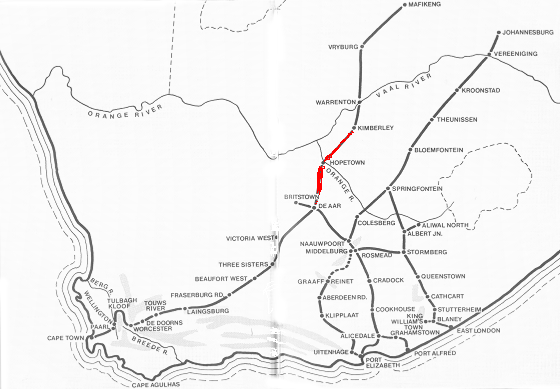 MAFIKENG
JOHANNESBURG
VRYBURG
VEREENIGING
VAAL RIVER
KROONSTAD
WARRENTON
ORANGE RIVER
THEUNISSEN
KIMBERLEY
BLOEMFONTEIN
HOPETOWN
ORANGE R.
SPRINGFONTEIN
BRITSTOWN
DE AAR
COLESBERG
ALIWAL NORTH
ALBERT JN.
VICTORIA WEST
NAAUWPOORT
MIDDELBURG
ROSMEAD
STORMBERG
THREE SISTERS
BEAUFORT WEST
GRAAFF REINET
CRADOCK
QUEENSTOWN
BERG R.
FRASERBURG RD.
ABERDEEN RD.
CATHCART
WELLINGTON
TULBAGH
KLOOF
TOUWS
RIVER
LAINGSBURG
KLIPPLAAT
COOKHOUSE
STUTTERHEIM
KING
WILLIAM'S
TOWN
BLANEY
DE DOORNS
PAARL
WORCESTER
EAST LONDON
CAPE TOWN
BREEDE R.
ALICEDALE
GRAHAMSTOWN
UITENHAGE
PORT ALFRED
PORT
ELIZABETH
CAPE AGULHAS